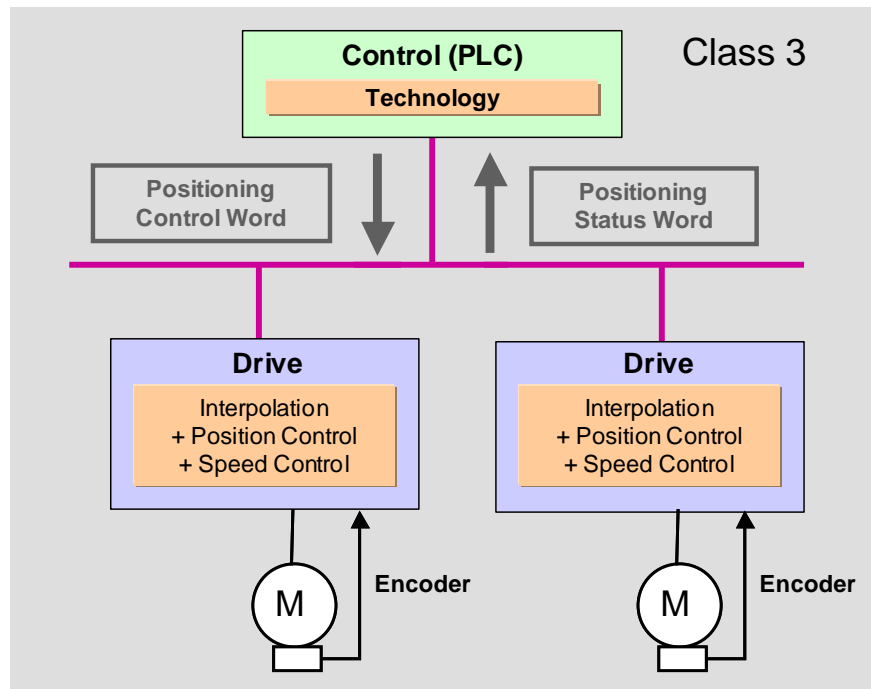 Control (PLC)
Class 3
Technology
Positioning
Control Word
Positioning
Status Word
Drive
Interpolation
+ Position Control
+ Speed Control
Drive
Interpolation
+ Position Control
+ Speed Control
M
Encoder
M
Encoder